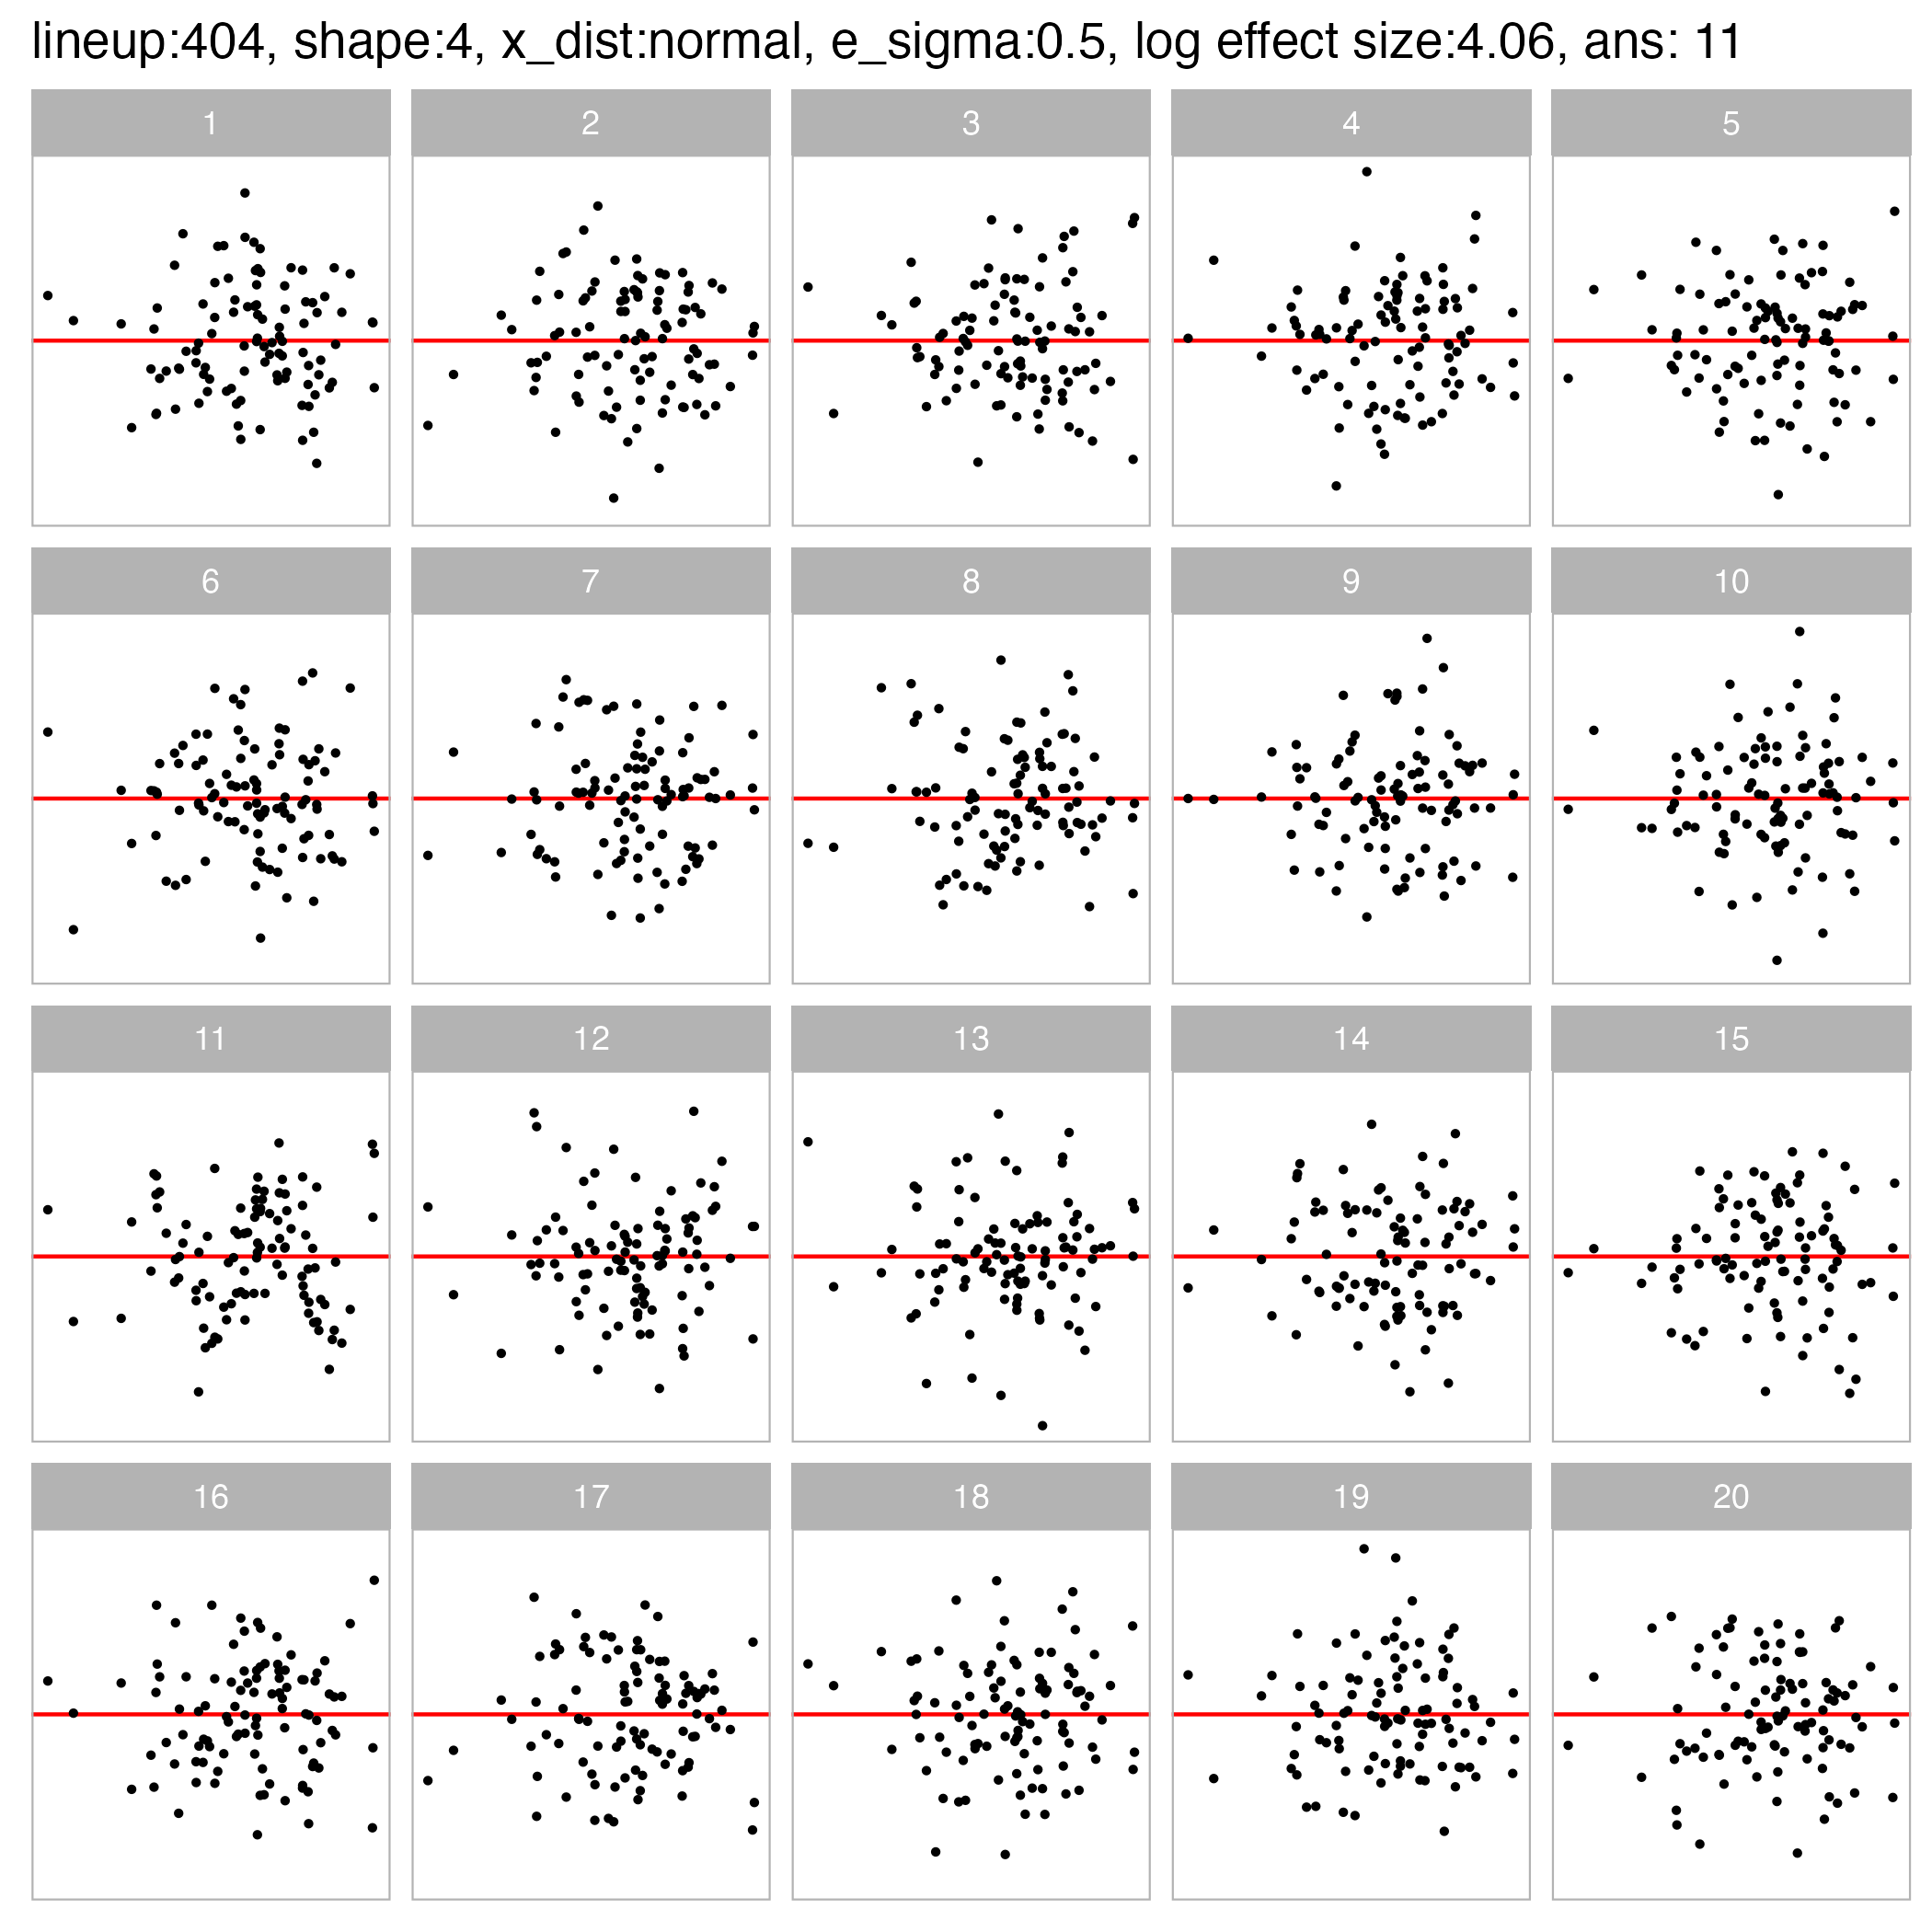 lineup:404, shape:4, x_dist:normal, e_sigma:0.5, log effect size:4.06, ans: 11
1 2 3 4 5
6 7 8 9 10
11 12 13 14 15
16 17 18 19 20